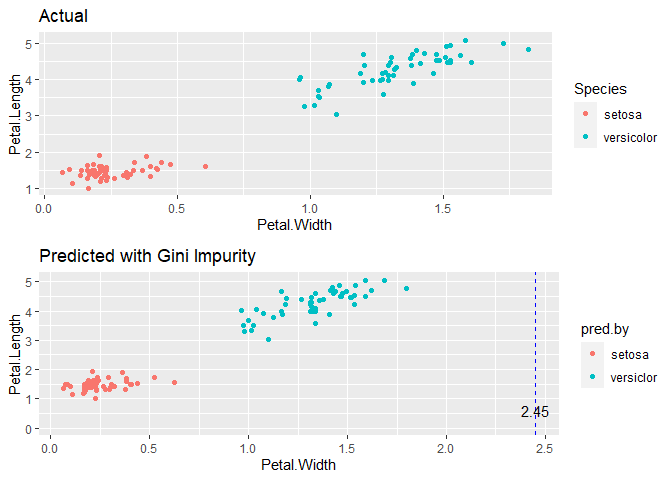 Actual
Petal.Length
5
4
3
2
1
0.0 0.5 1.0 1.5
Petal.Width
Species
setosa
versicolor
Predicted with Gini Impurity
Petal.Length
5
4
3
2
1
0
2.45
0.0 0.5 1.0 1.5 2.0 2.5
Petal.Width
pred.by
setosa
versiclor